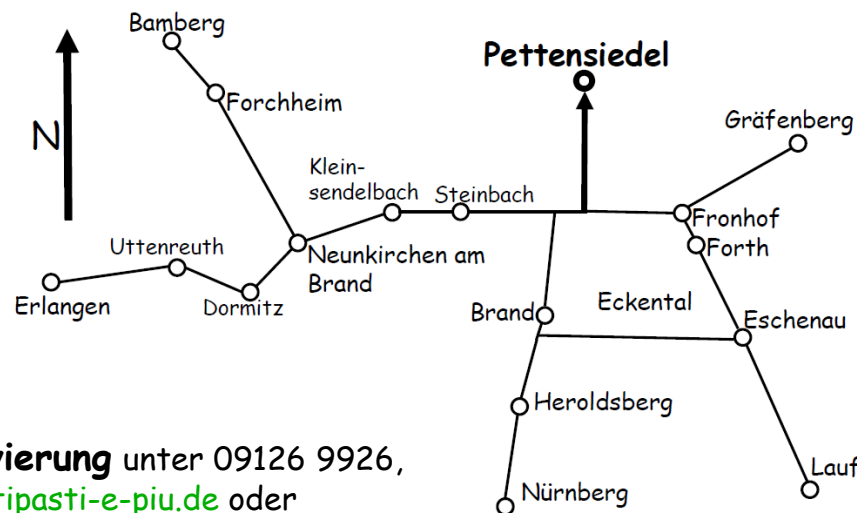 Bamberg
Pettensiedel
Forchheim
Gräfenberg
N
Klein-
sendelbach
Steinbach
Fronhof
Uttenreuth
Neunkirchen am
Brand
Forth
Erlangen
Dormitz
Brand
Eckental
Eschenau
Heroldsberg
vierung unter 09126 9926,
tipasti-e-piu.de oder
Lauf
Nürnberg